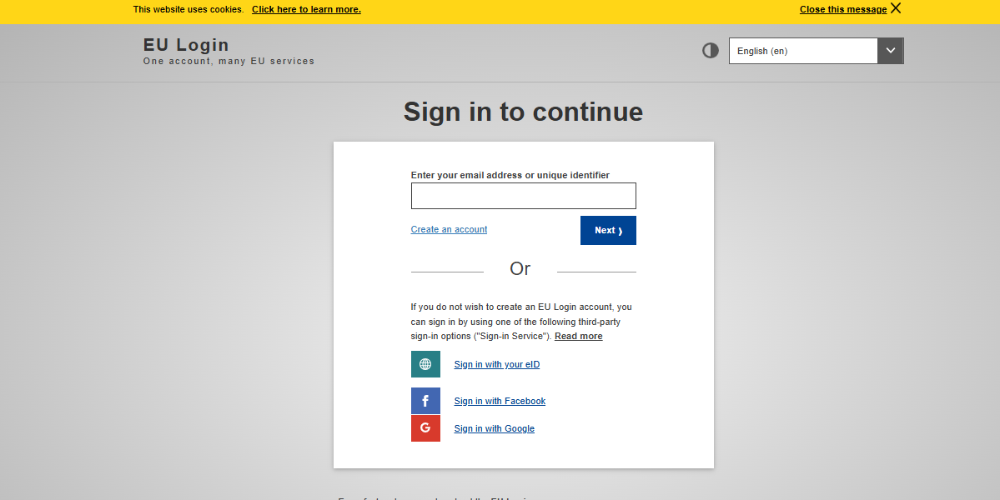 This website uses cookies. Click here to learn more. Close this message
EU Login
One account, many EU services
English (en)
Sign in to continue
Enter your email address or unique identifier
Create an account
Next ❯
Or
If you do not wish to create an EU Login account, you
can sign in by using one of the following third-party
sign-in options ("Sign-in Service"). Read more
Sign in with your eID
f Sign in with Facebook
G Sign in with Google